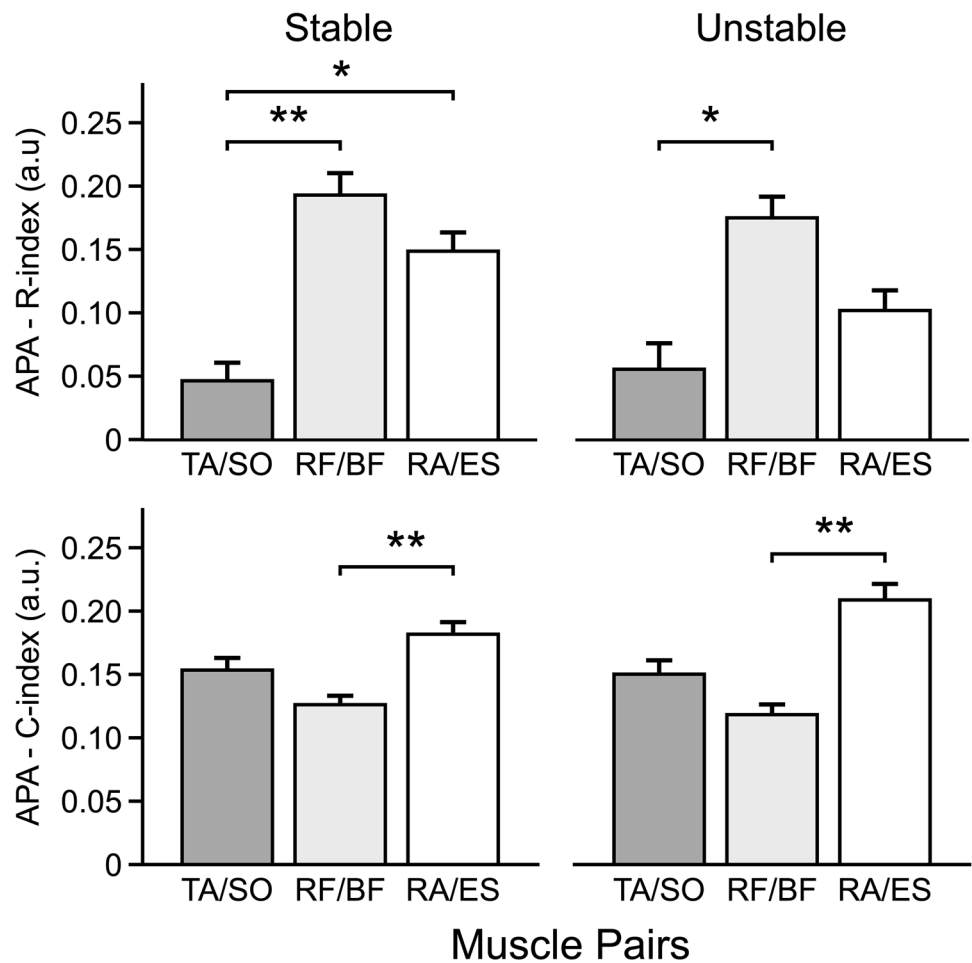 Stable
Unstable
APA - R-index (a.u)
0.25
0.20
0.15
0.10
0.05
0
*
**
*
TA/SO RF/BF RA/ES
TA/SO RF/BF RA/ES
APA - C-index (a.u.)
0.25
0.20
0.15
0.10
0.05
0
**
**
TA/SO RF/BF RA/ES
TA/SO RF/BF RA/ES
Muscle Pairs